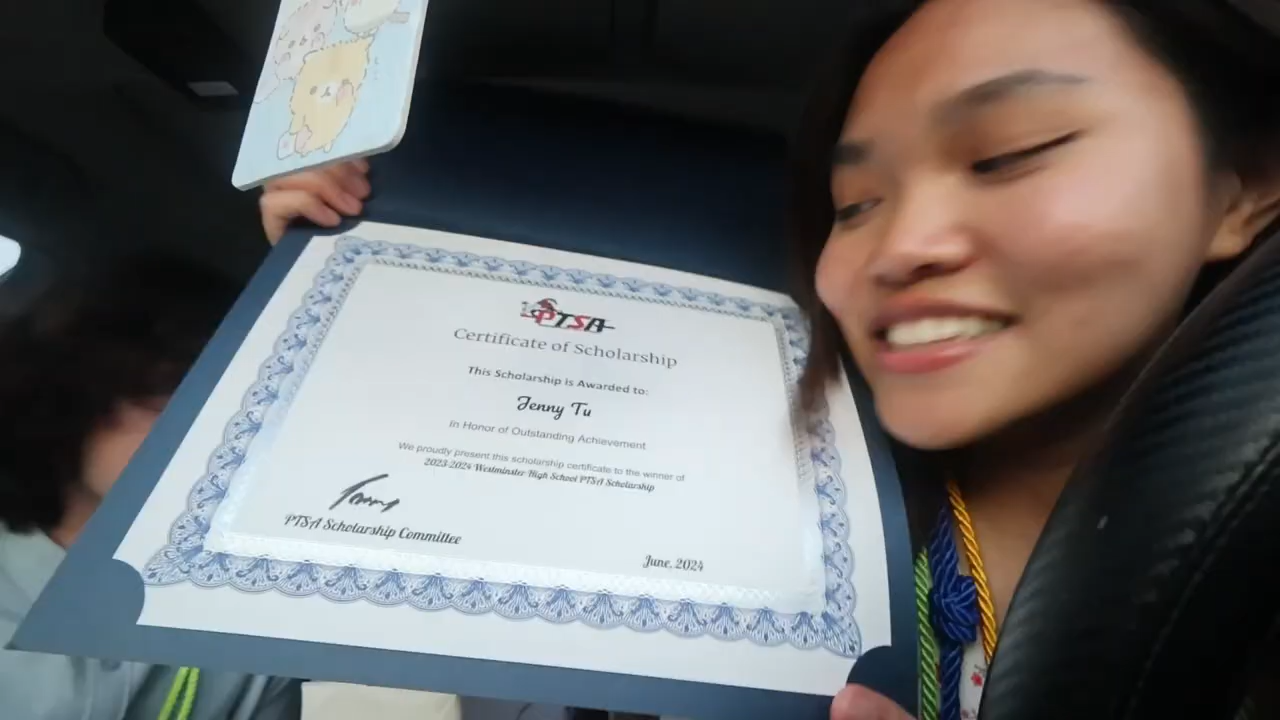 PTSA
Certificate of Scholarship
This Scholarship is Awarded to:
Jenny Tu
In Honor of Outstanding Achievement
We proudly present this scholarship certificate to the winner of
2023-2024 Westminster High School PTSA Scholarship
PTSA Scholarship Committee
June, 2024